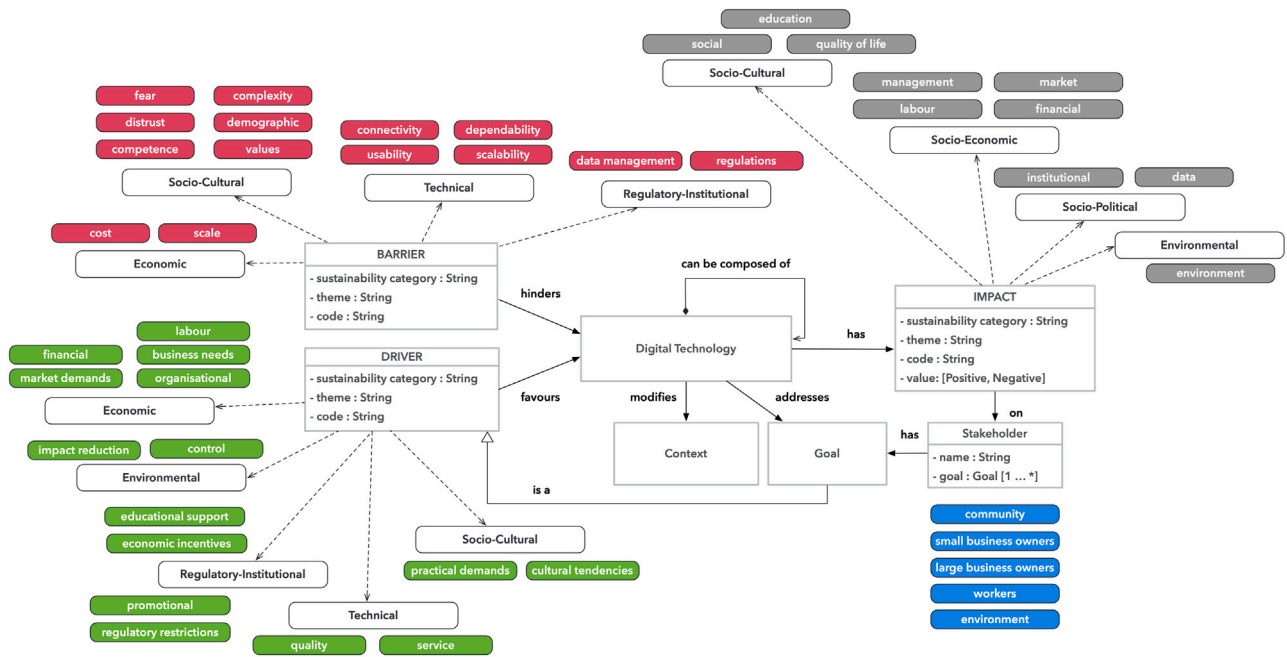 education
social
quality of life
Socio-Cultural
management
market
labour
financial
Socio-Economic
institutional
data
Socio-Political
Environmental
environment
fear
complexity
distrust
demographic
competence
values
Socio-Cultural
connectivity
dependability
usability
scalability
Technical
data management
regulations
Regulatory-Institutional
cost
scale
Economic
BARRIER
- sustainability category : String
- theme : String
- code : String
hinders
can be composed of
Digital Technology
has
IMPACT
- sustainability category : String
- theme : String
- code : String
- value: [Positive, Negative]
labour
financial
business needs
market demands
organisational
Economic
DRIVER
- sustainability category : String
- theme : String
- code : String
favours
modifies
addresses
on
Context
Goal
has
Stakeholder
- name : String
- goal : Goal [1 ... *]
is a
impact reduction
control
Environmental
educational support
economic incentives
Regulatory-Institutional
promotional
regulatory restrictions
Socio-Cultural
practical demands
cultural tendencies
Technical
quality
service
community
small business owners
large business owners
workers
environment